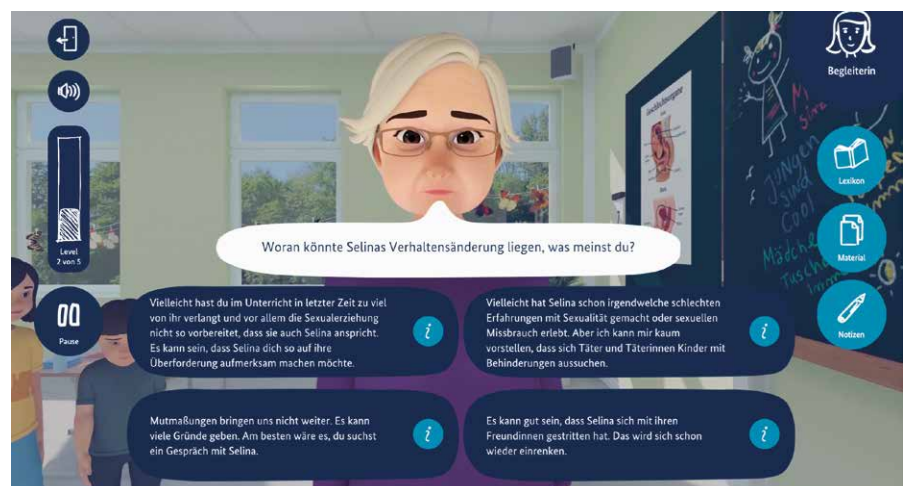 Begleiterin
Geschlechtsorgane
Lexikon
JUNGEN
SIND
COOL
Mädche
Level
2 von 5
Woran könnte Selinas Verhaltensänderung liegen, was meinst du?
Material
Vielleicht hast du im Unterricht in letzter Zeit zu viel
von ihr verlangt und vor allem die Sexualerziehung
nicht so vorbereitet, dass sie auch Selina anspricht.
Es kann sein, dass Selina dich so auf ihre
Überforderung aufmerksam machen möchte.
Vielleicht hat Selina schon irgendwelche schlechten
Erfahrungen mit Sexualität gemacht oder sexuellen
Missbrauch erlebt. Aber ich kann mir kaum
vorstellen, dass sich Täter und Täterinnen Kinder mit
Behinderungen aussuchen.
Pause
Notizen
Mutmaßungen bringen uns nicht weiter. Es kann
viele Gründe geben. Am besten wäre es, du suchst
ein Gespräch mit Selina.
Es kann gut sein, dass Selina sich mit ihren
Freundinnen gestritten hat. Das wird sich schon
wieder einrenken.